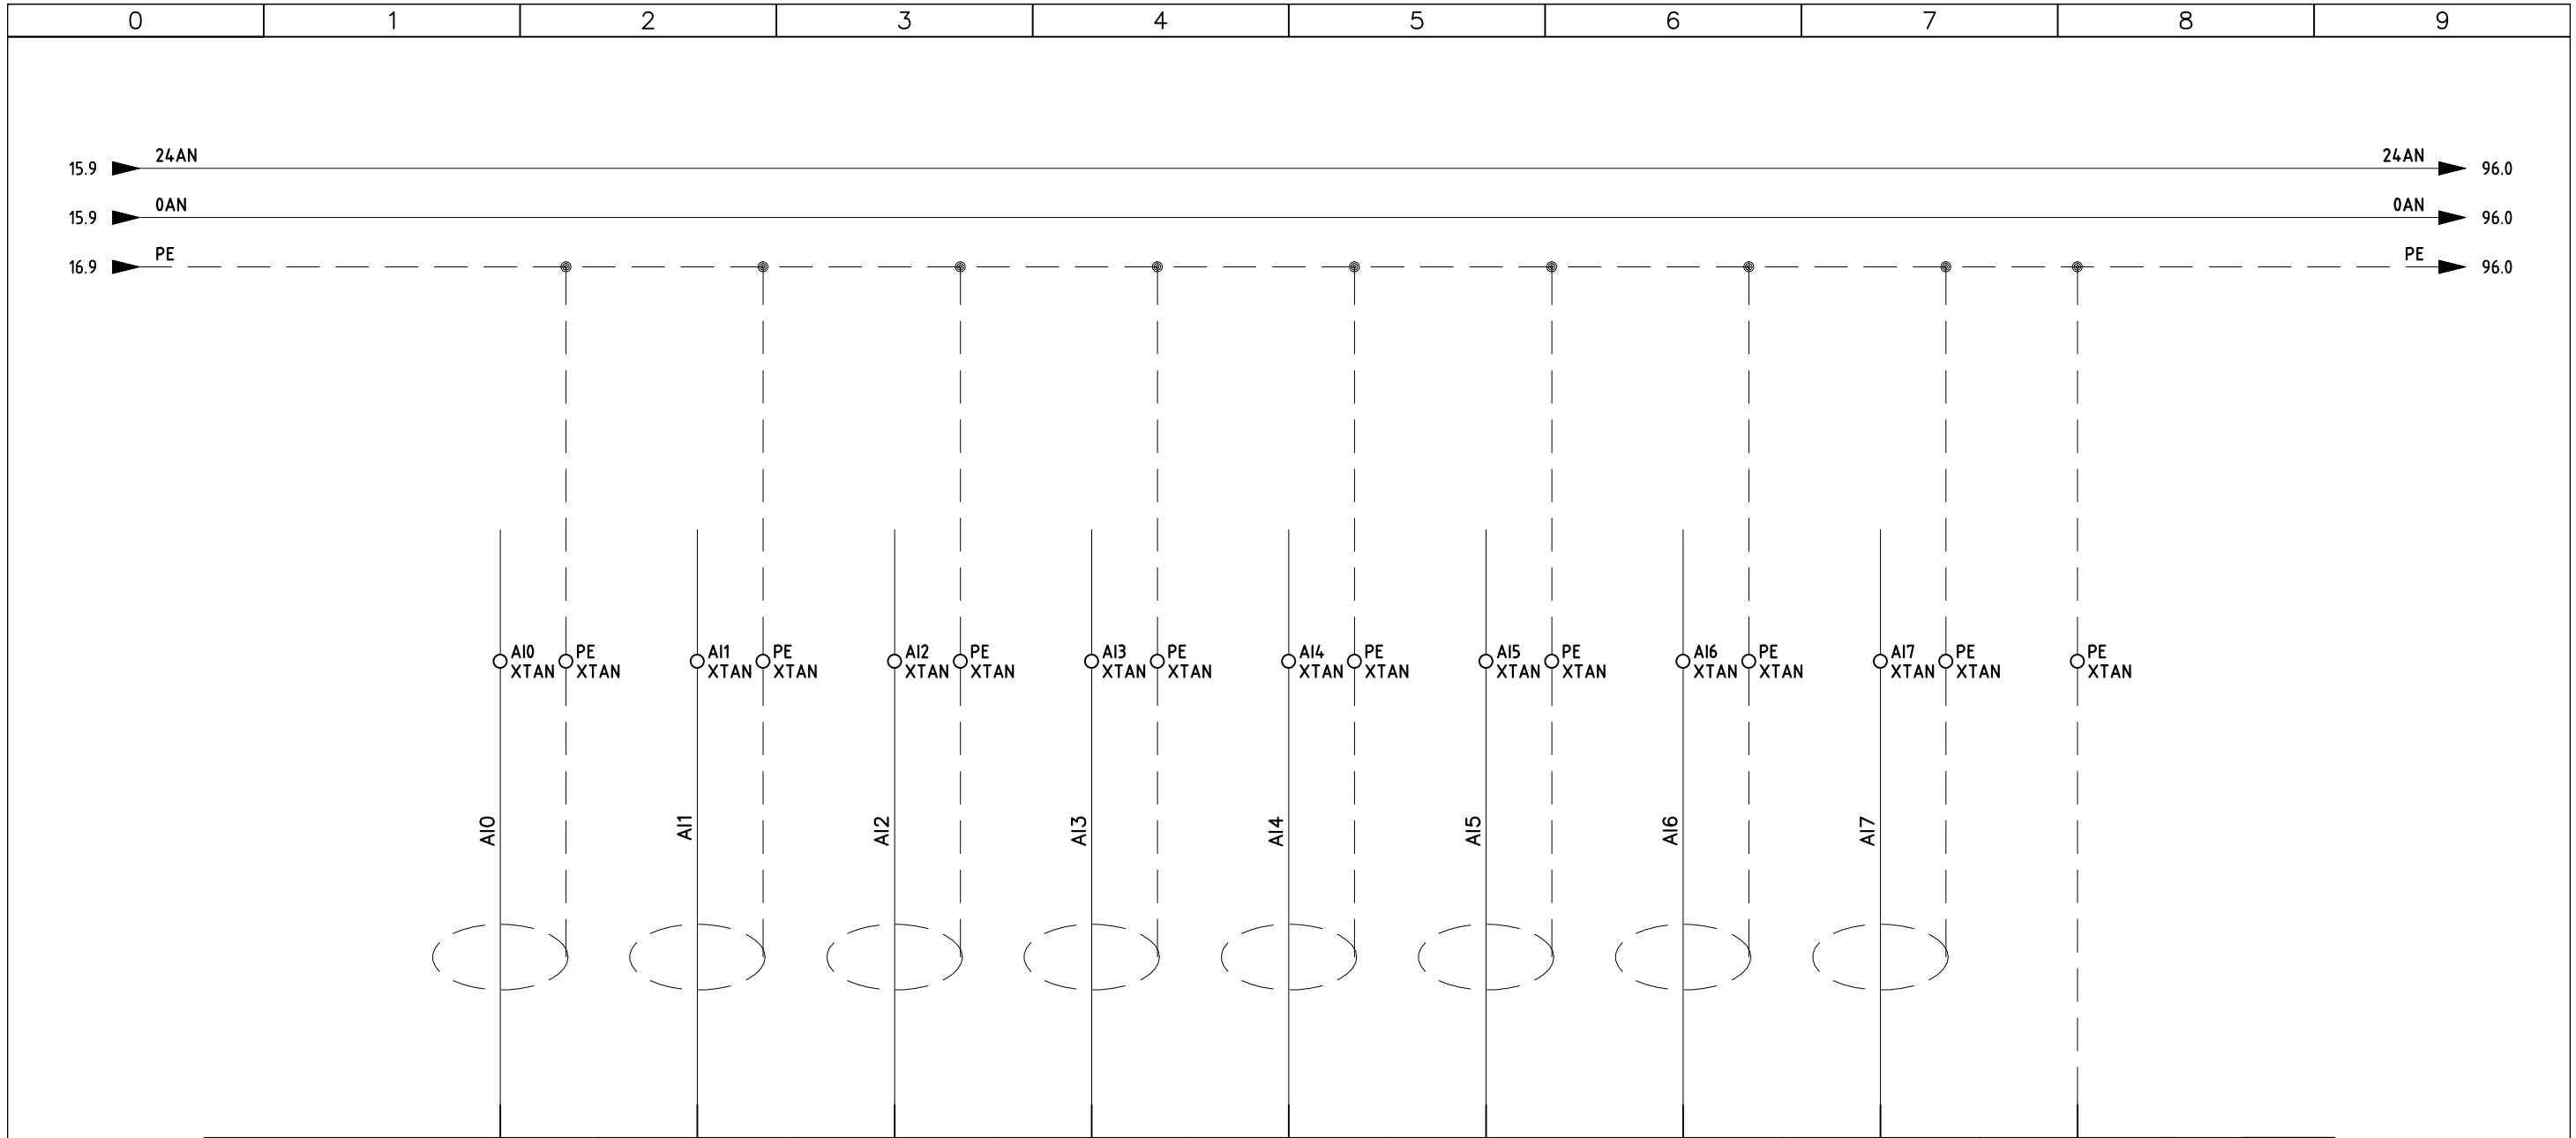 0 1 2 3 4 5 6 7 8 9
24AN 24AN
15.9 96.0
0AN 0AN
15.9 96.0
PE PE
16.9 96.0
AI0 PE AI1 PE AI2 PE AI3 PE AI4 PE AI5 PE AI6 PE AI7 PE PE
XTAN XTAN XTAN XTAN XTAN XTAN XTAN XTAN XTAN XTAN XTAN XTAN XTAN XTAN XTAN XTAN XTAN
AI0 AI1 AI2 AI3 AI4 AI5 AI6 AI7